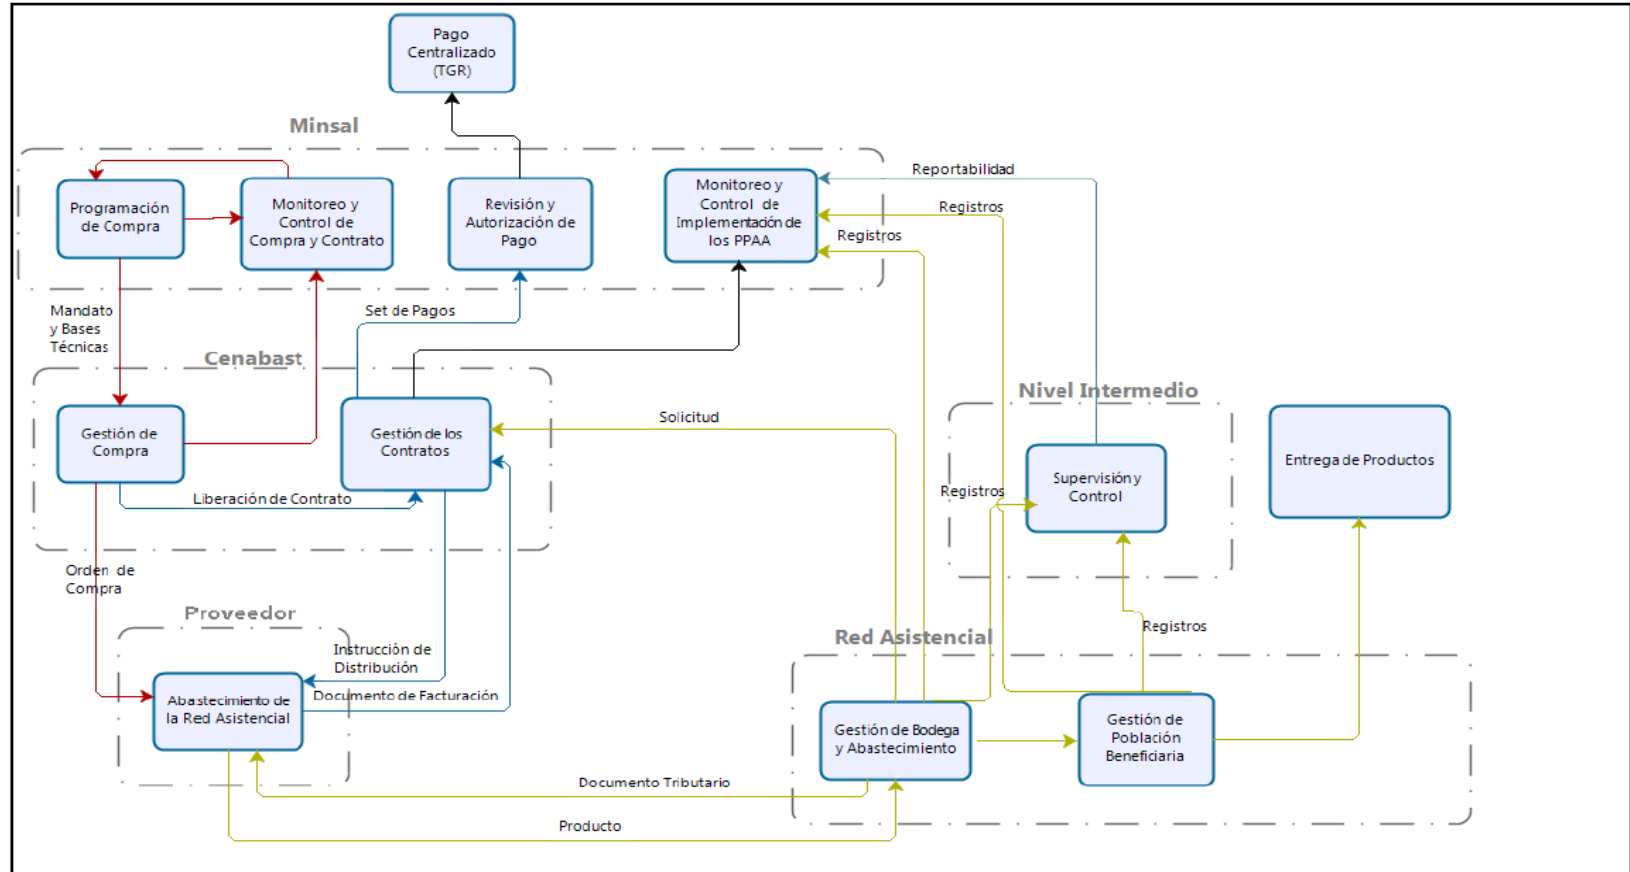 Pago
Centralizado
(TGR)
Minsal
Programación
de Compra
Monitoreo y
Control de
Compra y Contrato
Revisión y
Autorización de
Pago
Monitoreo y
Control de
Implementación de
los PPAA
Reportabilidad
Registros
Registros
Mandato
y Bases
Técnicas
Set de Pagos
Cenabast
Gestión de
Compra
Gestión de los
Contratos
Liberación de Contrato
Solicitud
Nivel Intermedio
Supervisión y
Control
Registros
Entrega de Productos
Orden de
Compra
Proveedor
Abastecimiento de
la Red Asistencial
Instrucción de
Distribución
Documento de Facturación
Registros
Red Asistencial
Gestión de Bodega
y Abastecimiento
Gestión de
Población
Beneficiaria
Documento Tributario
Producto